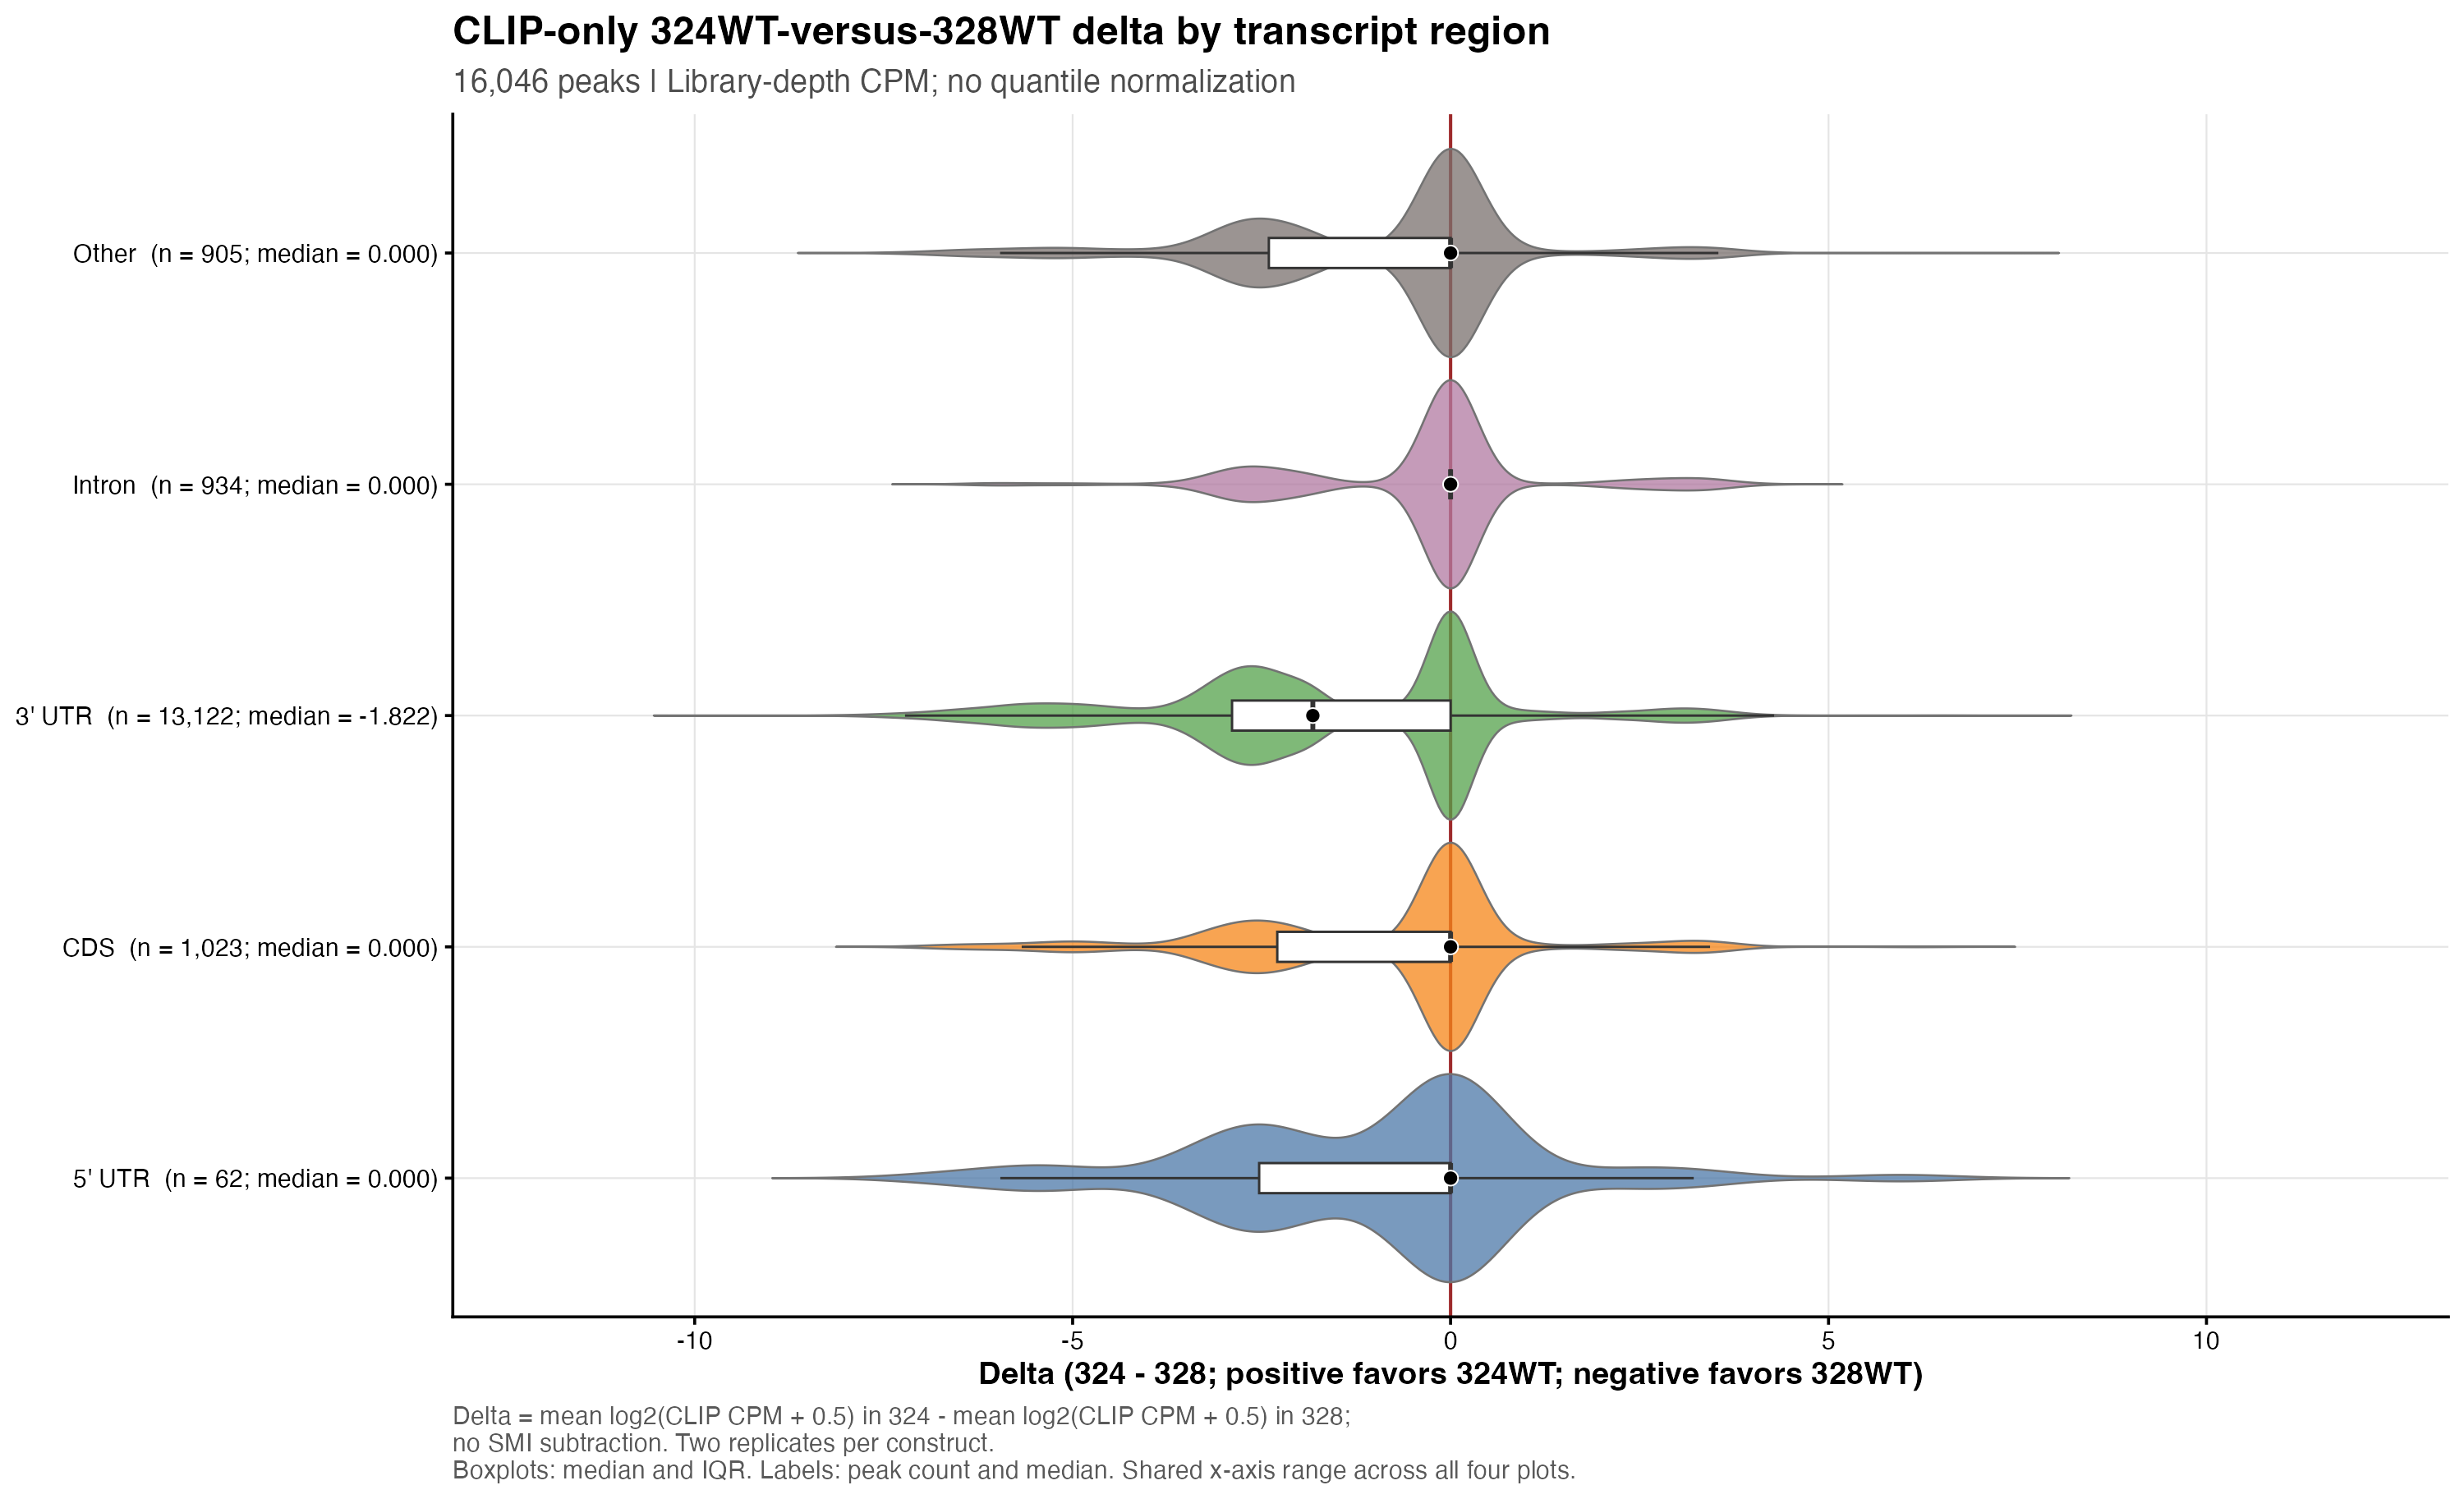 CLIP-only 324WT-versus-328WT delta by transcript region
16,046 peaks | Library-depth CPM; no quantile normalization
Other (n = 905; median = 0.000)
Intron (n = 934; median = 0.000)
3' UTR (n = 13,122; median = -1.822)
CDS (n = 1,023; median = 0.000)
5' UTR (n = 62; median = 0.000)
-10 -5 0 5 10
Delta (324 - 328; positive favors 324WT; negative favors 328WT)
Delta = mean log2(CLIP CPM + 0.5) in 324 - mean log2(CLIP CPM + 0.5) in 328;
no SMI subtraction. Two replicates per construct.
Boxplots: median and IQR. Labels: peak count and median. Shared x-axis range across all four plots.